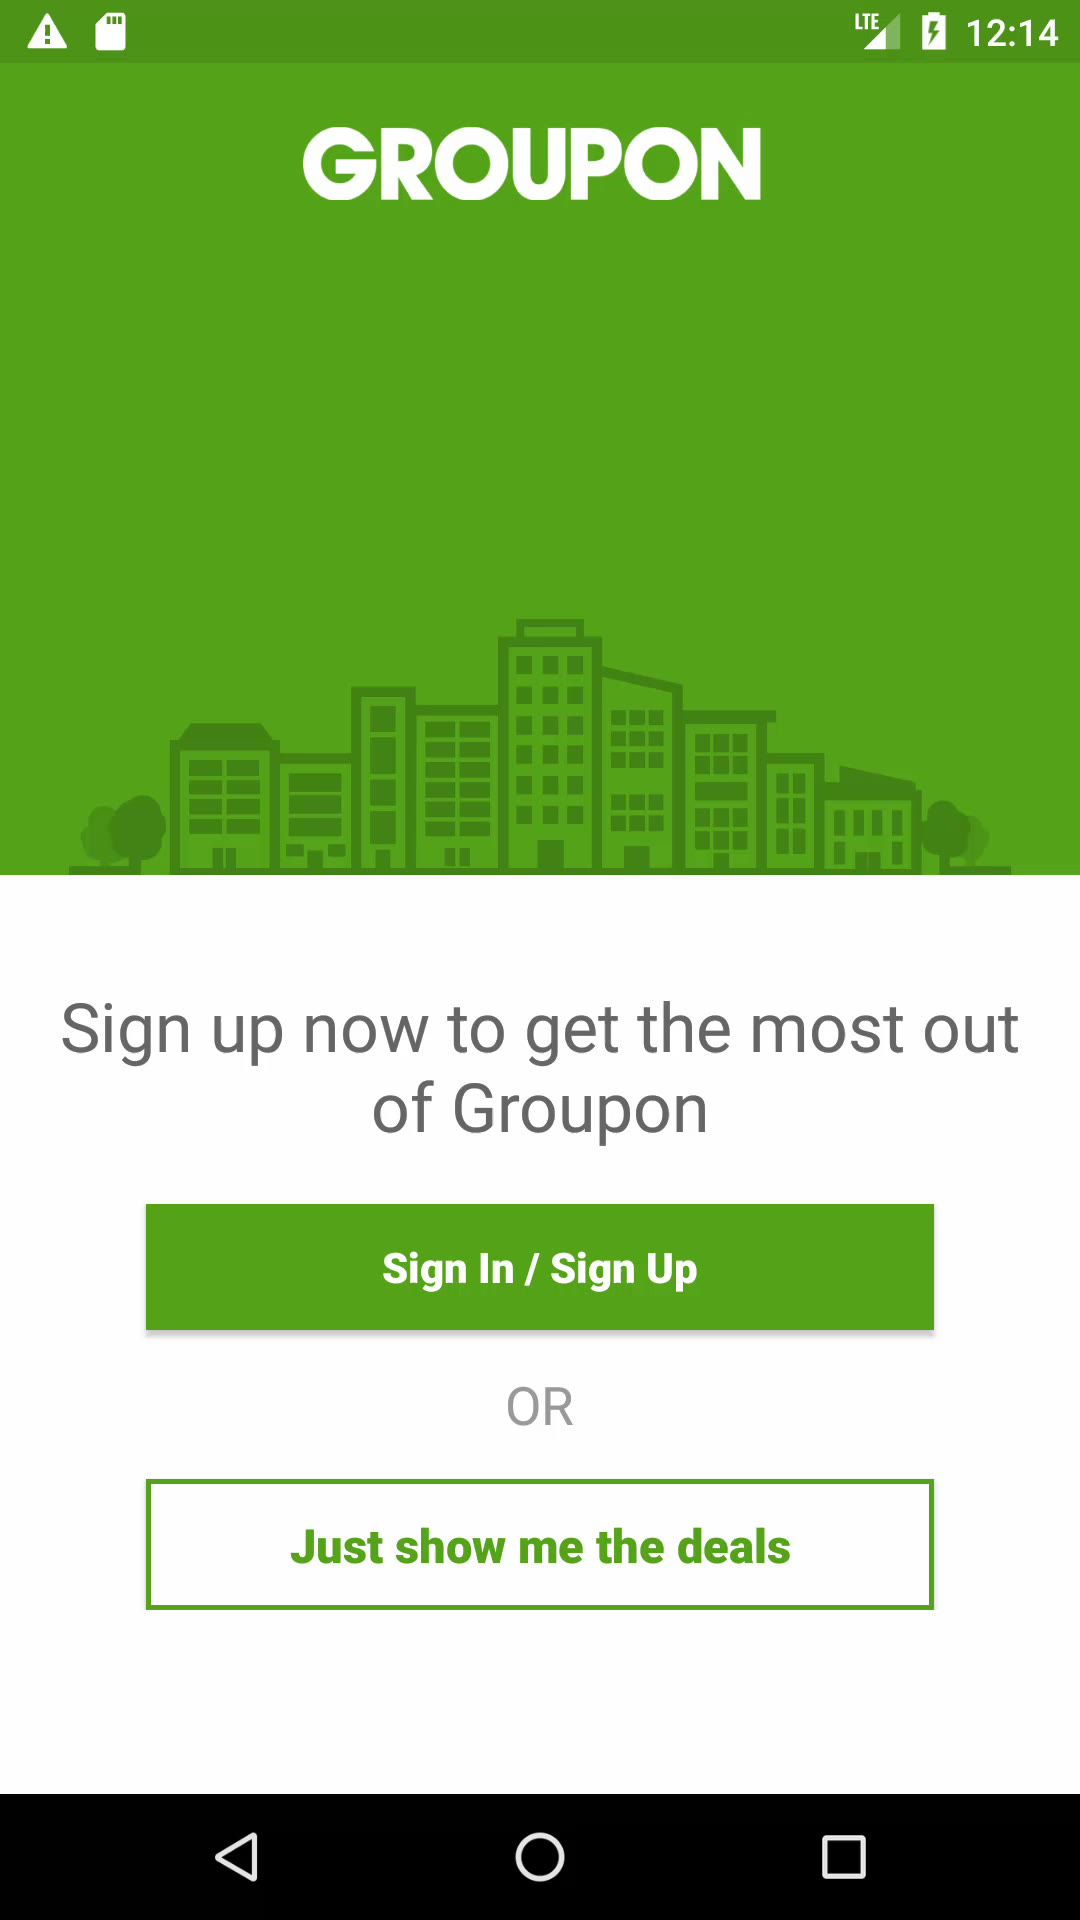 LTE 12:14
GROUPON
Sign up now to get the most out
of Groupon
Sign In / Sign Up
OR
Just show me the deals